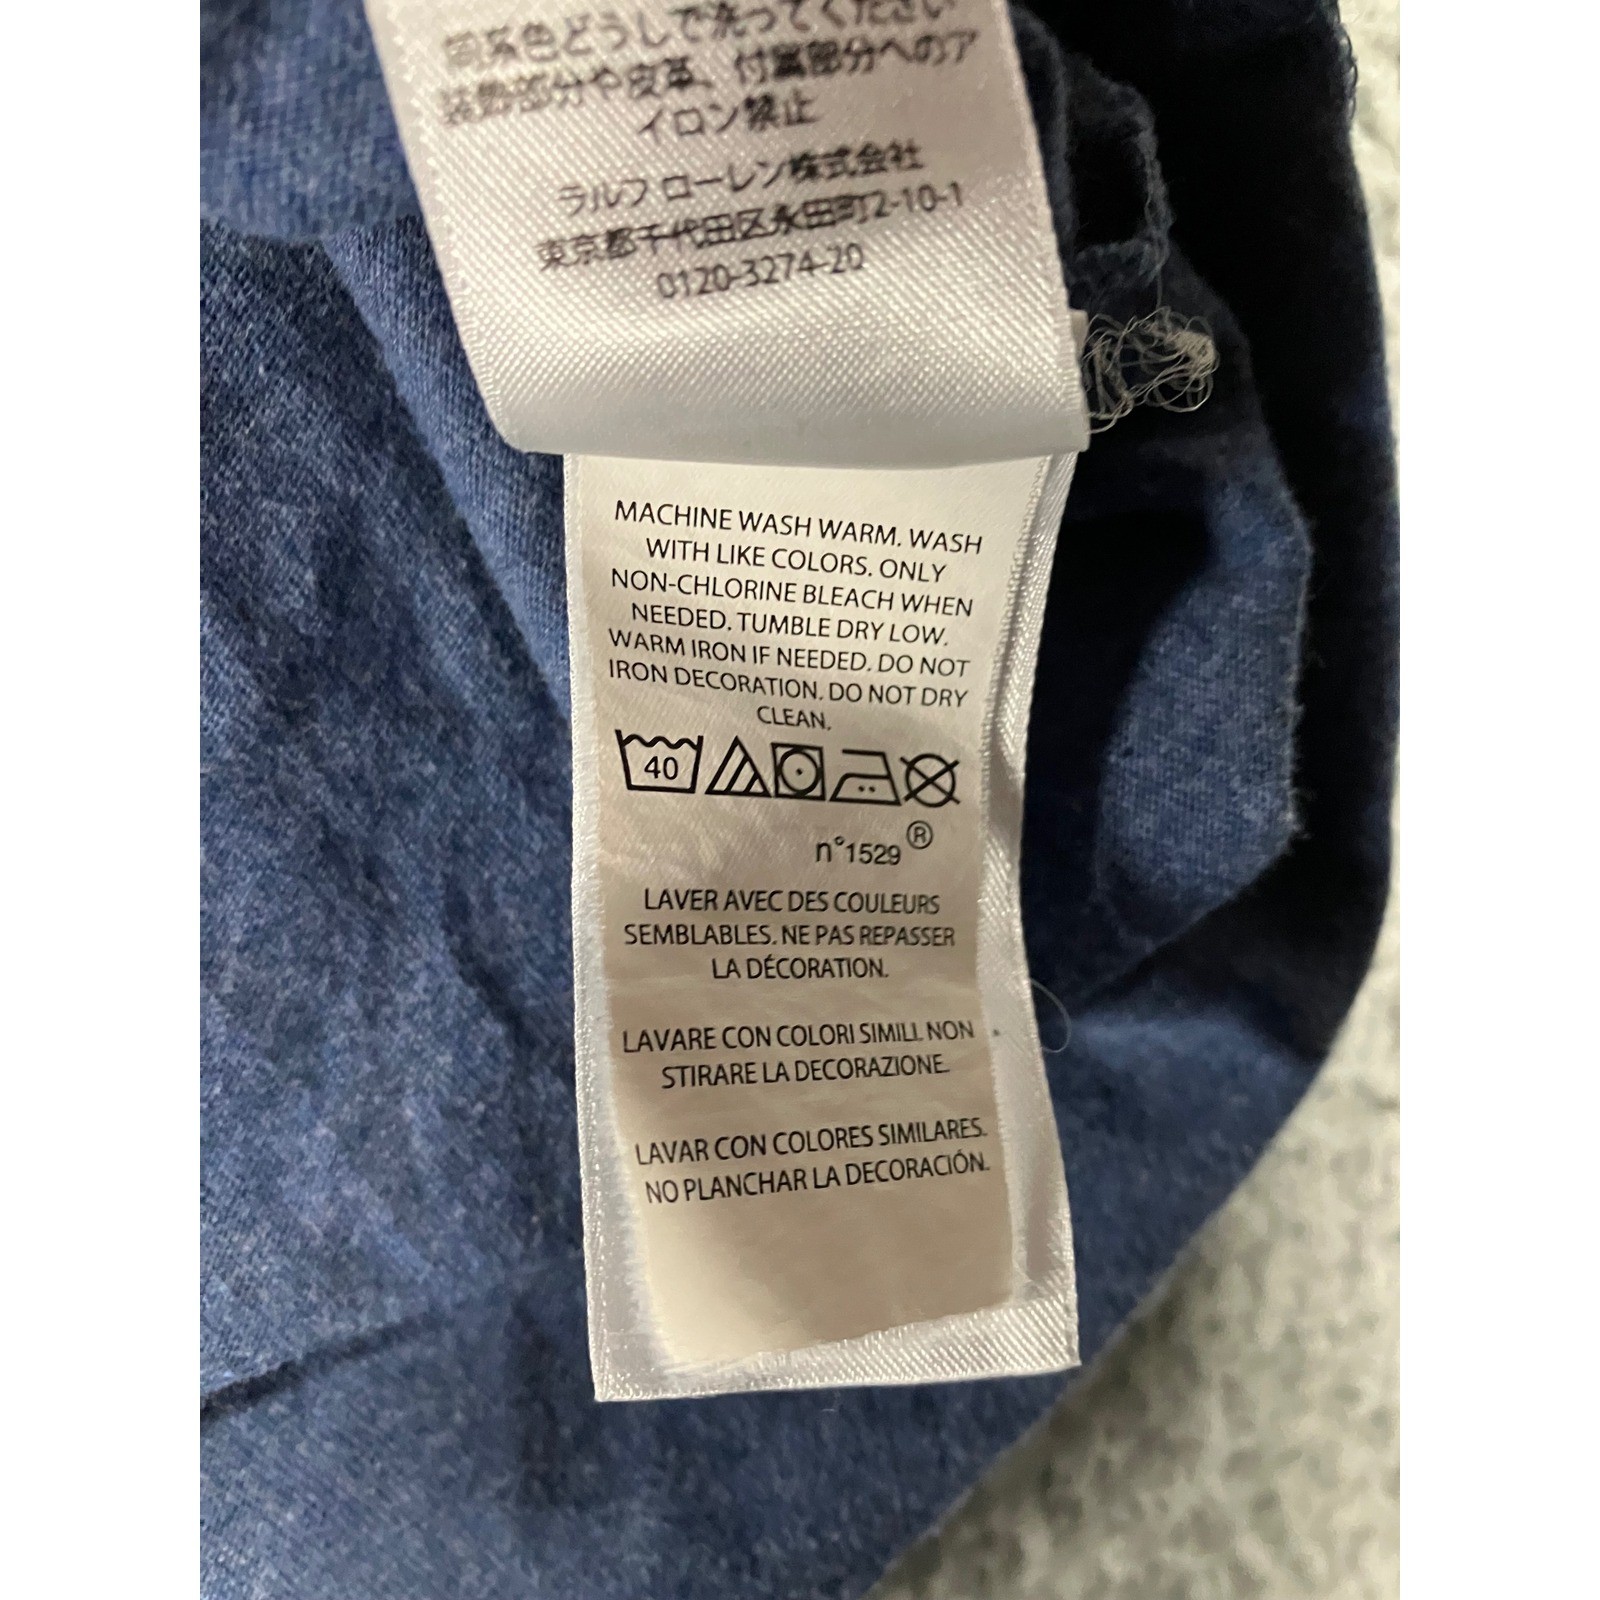 同系色どうしで洗ってください
装飾部分や皮革、付属部分へのア
イロン禁止
ラルフ ローレン株式会社
東京都千代田区永田町2-10-1
0120-3274-20
MACHINE WASH WARM. WASH
WITH LIKE COLORS. ONLY
NON-CHLORINE BLEACH WHEN
NEEDED. TUMBLE DRY LOW.
WARM IRON IF NEEDED. DO NOT
IRON DECORATION. DO NOT DRY
CLEAN.
40
n°1529®
LAVER AVEC DES COULEURS
SEMBLABLES. NE PAS REPASSER
LA DÉCORATION.
LAVARE CON COLORI SIMILI. NON
STIRARE LA DECORAZIONE.
LAVAR CON COLORES SIMILARES.
NO PLANCHAR LA DECORACIÓN.